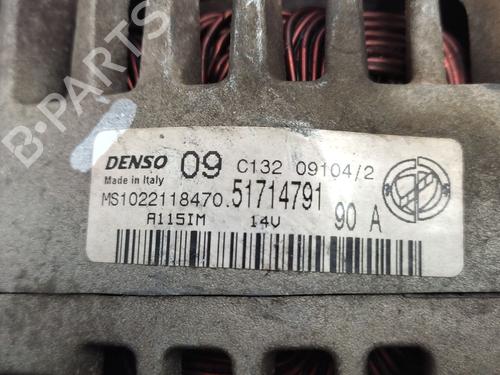 B-PARTS
DENSO 09 C132 09104/2
Made in Italy
MS1022118470.51714791
A115IM 14V 90 A